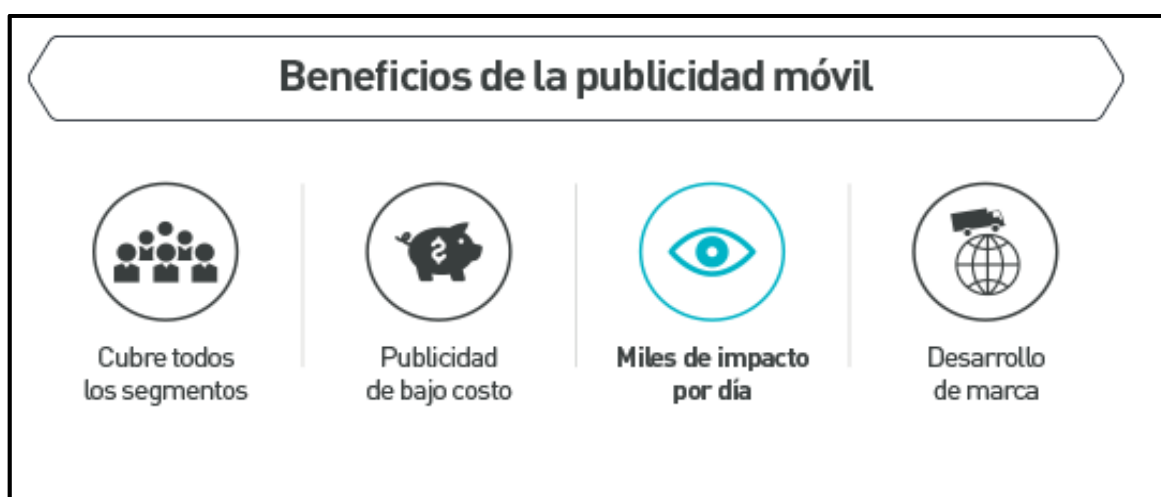 Beneficios de la publicidad móvil
Cubre todos
los segmentos
$
Publicidad
de bajo costo
Miles de impacto
por día
Desarrollo
de marca